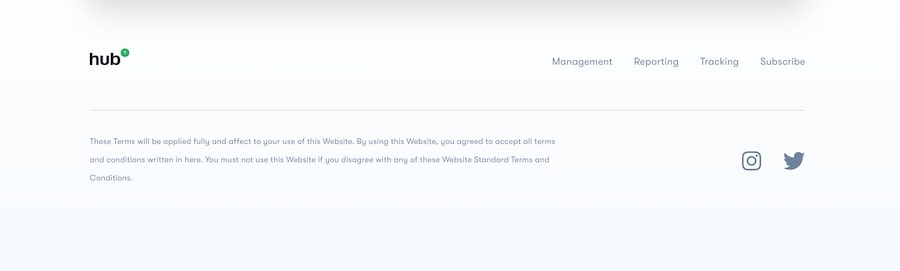 hub
Management Reporting Tracking Subscribe
These Terms will be applied fully and affect to your use of this Website. By using this Website, you agreed to accept all terms
and conditions written in here. You must not use this Website if you disagree with any of these Website Standard Terms and
Conditions.